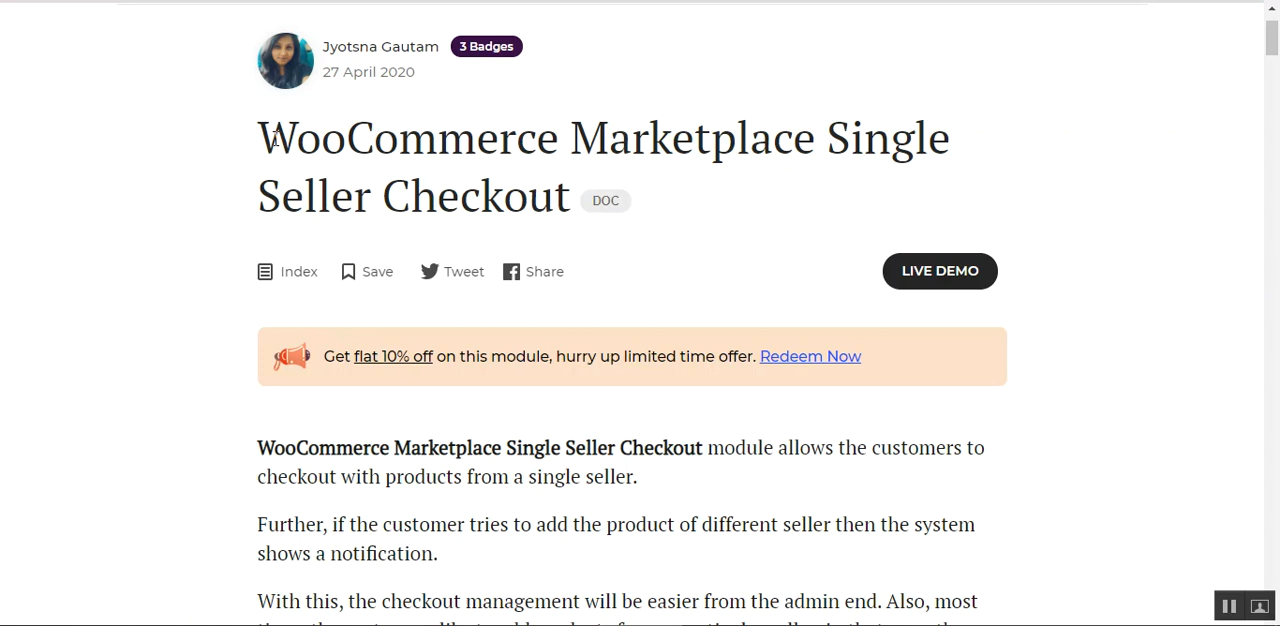 Jyotsna Gautam 3 Badges
27 April 2020
WooCommerce Marketplace Single
Seller Checkout DOC
Index Save Tweet Share LIVE DEMO
Get flat 10% off on this module, hurry up limited time offer. Redeem Now
WooCommerce Marketplace Single Seller Checkout module allows the customers to
checkout with products from a single seller.
Further, if the customer tries to add the product of different seller then the system
shows a notification.
With this, the checkout management will be easier from the admin end. Also, most